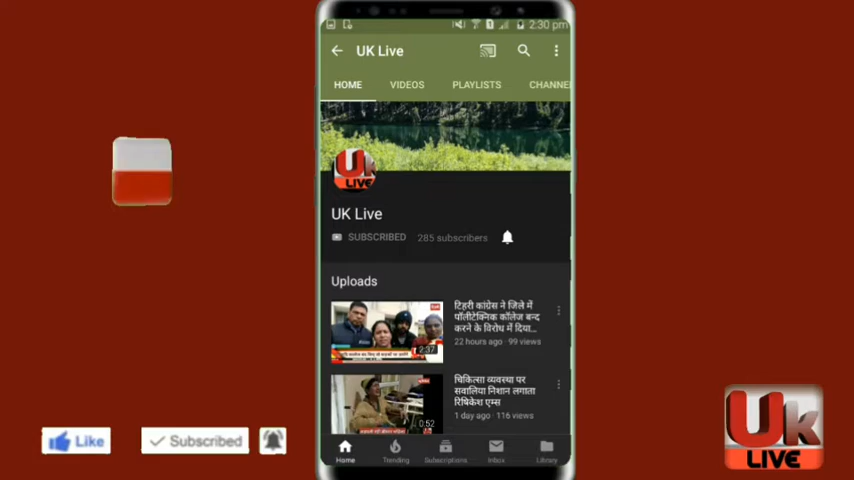 2:30 pm
UK Live
HOME VIDEOS PLAYLISTS CHANNE
Uk
LIVE
UK Live
SUBSCRIBED 285 subscribers
Uploads
टिहरी कांग्रेस ने जिले में
पॉलीटेक्निक कॉलेज बन्द
करने के विरोध में दिया...
22 hours ago · 99 views
2:37
चिकित्सा व्यवस्था पर
सवालिया निशान लगाता
रिषिकेश एम्स
1 day ago · 116 views
0:52
Home Trending Subscriptions Inbox Library
Like Subscribed
Uk
LIVE